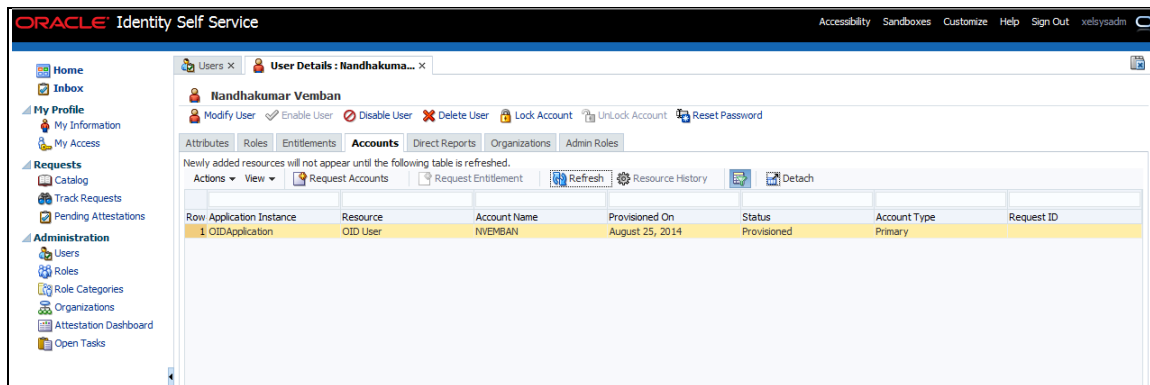 ORACLE Identity Self Service
Accessibility Sandboxes Customize Help Sign Out xelsysadm
Home
Inbox
My Profile
My Information
My Access
Requests
Catalog
Track Requests
Pending Attestations
Administration
Users
Roles
Role Categories
Organizations
Attestation Dashboard
Open Tasks
Users User Details : Nandhakuma...
Nandhakumar Vemban
Modify User Enable User Disable User Delete User Lock Account UnLock Account Reset Password
Attributes Roles Entitlements Accounts Direct Reports Organizations Admin Roles
Newly added resources will not appear until the following table is refreshed.
Actions View Request Accounts Request Entitlement Refresh Resource History Detach
Row Application Instance Resource Account Name Provisioned On Status Account Type Request ID
1 OIDApplication OID User NVEMBAN August 25, 2014 Provisioned Primary